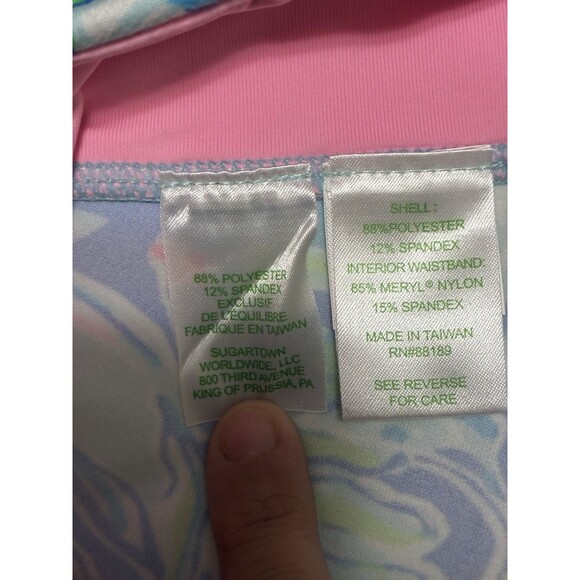 88% POLYESTER
12% SPANDEX
EXCLUSIF
DE L'ÉQUILIBRE
FABRIQUE EN TAIWAN
SUGARTOWN
WORLDWIDE, LLC
800 THIRD AVENUE
KING OF PRUSSIA, PA
SHELL :
88%POLYESTER
12% SPANDEX
INTERIOR WAISTBAND:
85% MERYL® NYLON
15% SPANDEX
MADE IN TAIWAN
RN#88189
SEE REVERSE
FOR CARE